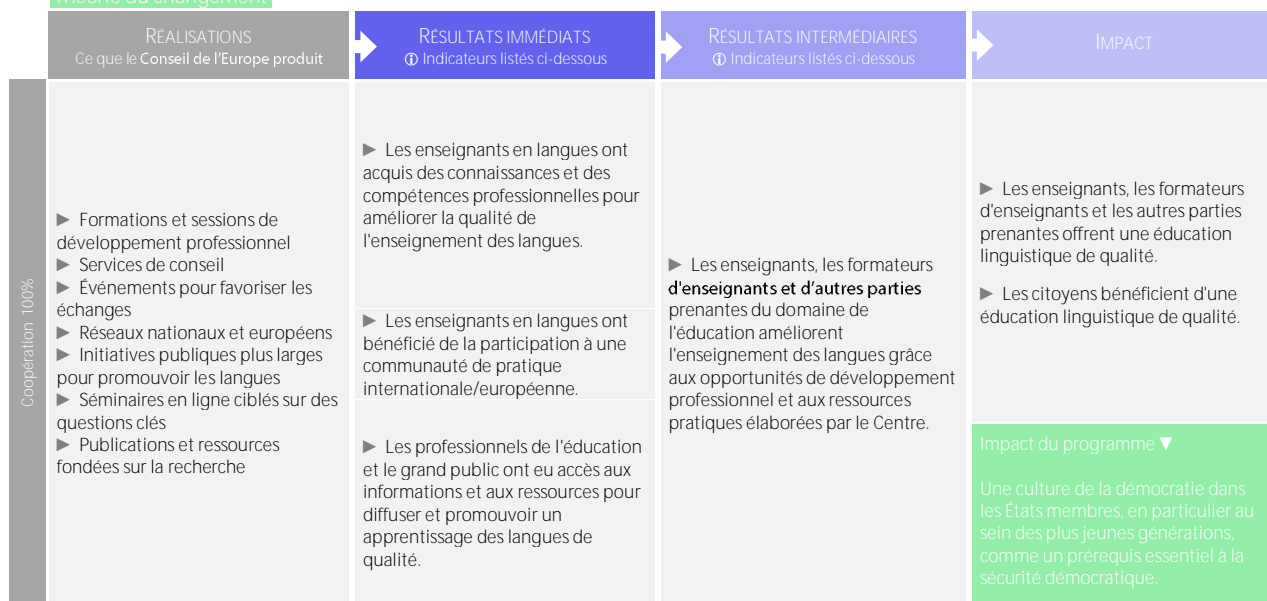 Théorie du changement
RÉALISATIONS
Ce que le Conseil de l'Europe produit
RÉSULTATS IMMÉDIATS
Indicateurs listés ci-dessous
RÉSULTATS INTERMÉDIAIRES
Indicateurs listés ci-dessous
IMPACT
Coopération 100%
► Formations et sessions de
développement professionnel
► Services de conseil
► Événements pour favoriser les
échanges
► Réseaux nationaux et européens
► Initiatives publiques plus larges
pour promouvoir les langues
► Séminaires en ligne ciblés sur des
questions clés
► Publications et ressources
fondées sur la recherche
► Les enseignants en langues ont
acquis des connaissances et des
compétences professionnelles pour
améliorer la qualité de
l'enseignement des langues.
► Les enseignants en langues ont
bénéficié de la participation à une
communauté de pratique
internationale/européenne.
► Les professionnels de l'éducation
et le grand public ont eu accès aux
informations et aux ressources pour
diffuser et promouvoir un
apprentissage des langues de
qualité.
► Les enseignants, les formateurs
d'enseignants et d'autres parties
prenantes du domaine de
l'éducation améliorent
l'enseignement des langues grâce
aux opportunités de développement
professionnel et aux ressources
pratiques élaborées par le Centre.
► Les enseignants, les formateurs
d'enseignants et les autres parties
prenantes offrent une éducation
linguistique de qualité.
► Les citoyens bénéficient d'une
éducation linguistique de qualité.
Impact du programme ▼
Une culture de la démocratie dans
les États membres, en particulier au
sein des plus jeunes générations,
comme un prérequis essentiel à la
sécurité démocratique.